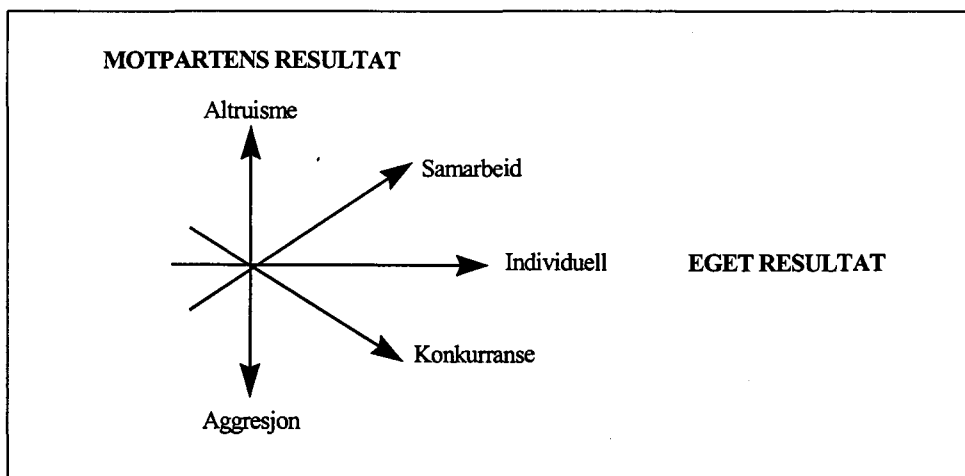 MOTPARTENS RESULTAT
Altruisme
Samarbeid
Individuell EGET RESULTAT
Konkurranse
Aggresjon